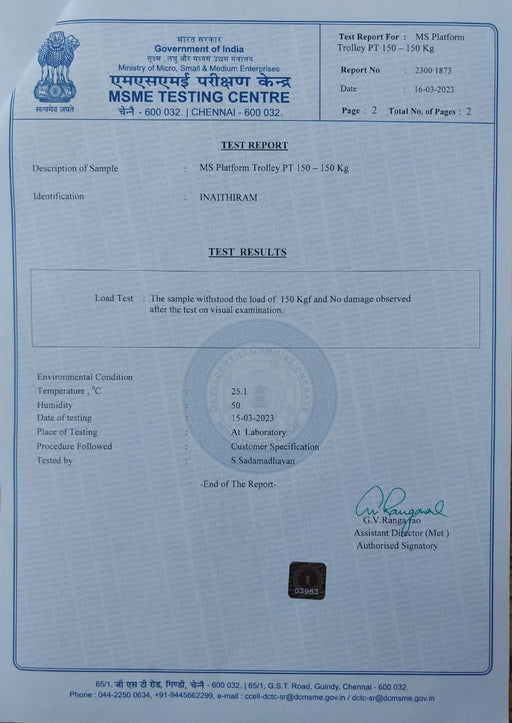 भारत सरकार
Government of India
सूक्ष्म, लघु और मध्यम उद्यम मंत्रालय
Ministry of Micro, Small & Medium Enterprises
एमएसएमई परीक्षण केन्द्र
MSME TESTING CENTRE
चेन्नै - 600 032. | CHENNAI - 600 032.
सत्यमेव जयते
Test Report For : MS Platform
Trolley PT 150 – 150 Kg
Report No : 2300 1873
Date : 16-03-2023
Page : 2 Total No. of Pages : 2
TEST REPORT
Description of Sample : MS Platform Trolley PT 150 – 150 Kg
Identification : INAITHIRAM
TEST RESULTS
Load Test : The sample withstood the load of 150 Kgf and No damage observed
after the test on visual examination.
Environmental Condition
Temperature , ⁰C : 25.1
Humidity : 50
Date of testing : 15-03-2023
Place of Testing : At Laboratory
Procedure Followed : Customer Specification
Tested by : S.Sadamadhavan
-End of The Report-
G.V.Ranga rao
Assistant Director (Met )
Authorised Signatory
03963
65/1, जी एस टी रोड, गिण्डी, चेन्नै - 600 032. | 65/1, G.S.T. Road, Guindy, Chennai - 600 032.
Phone : 044-2250 0634, +91-9445662299. e-mail : ccell-dctc-sr@dcmsme.gov.in / dctc-sr@dcmsme.gov.in